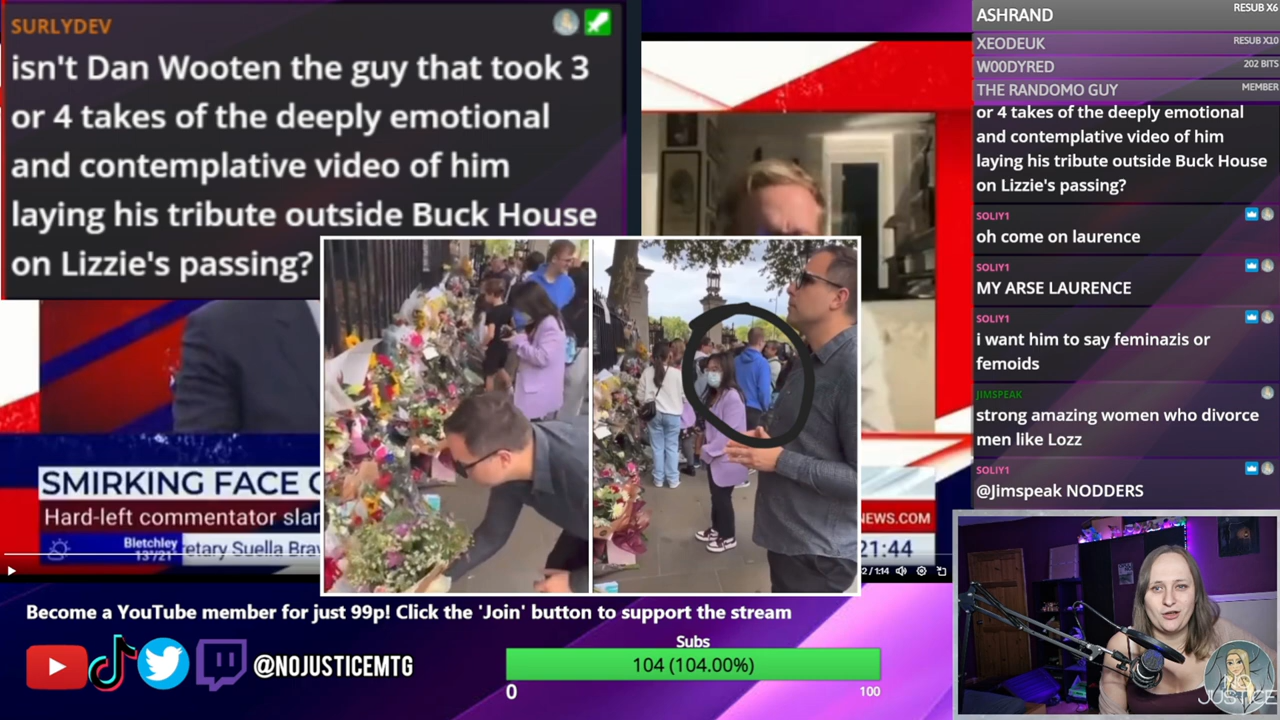 SURLYDEV
isn't Dan Wooten the guy that took 3
or 4 takes of the deeply emotional
and contemplative video of him
laying his tribute outside Buck House
on Lizzie's passing?
SMIRKING FACE
Hard-left commentator slar
Bletchley
13°/21°
retary Suella Brav
NEWS.COM
21:44
2 / 1:14
Become a YouTube member for just 99p! Click the 'Join' button to support the stream
@NOJUSTICEMTG
Subs
104 (104.00%)
0
100
ASHRAND
RESUB X6
XEODEUK
RESUB X10
W00DYRED
202 BITS
THE RANDOMO GUY
MEMBER
or 4 takes of the deeply emotional
and contemplative video of him
laying his tribute outside Buck House
on Lizzie's passing?
SOLIY1
oh come on laurence
SOLIY1
MY ARSE LAURENCE
SOLIY1
i want him to say feminazis or
femoids
JIMSPEAK
strong amazing women who divorce
men like Lozz
SOLIY1
@Jimspeak NODDERS
JUSTICE